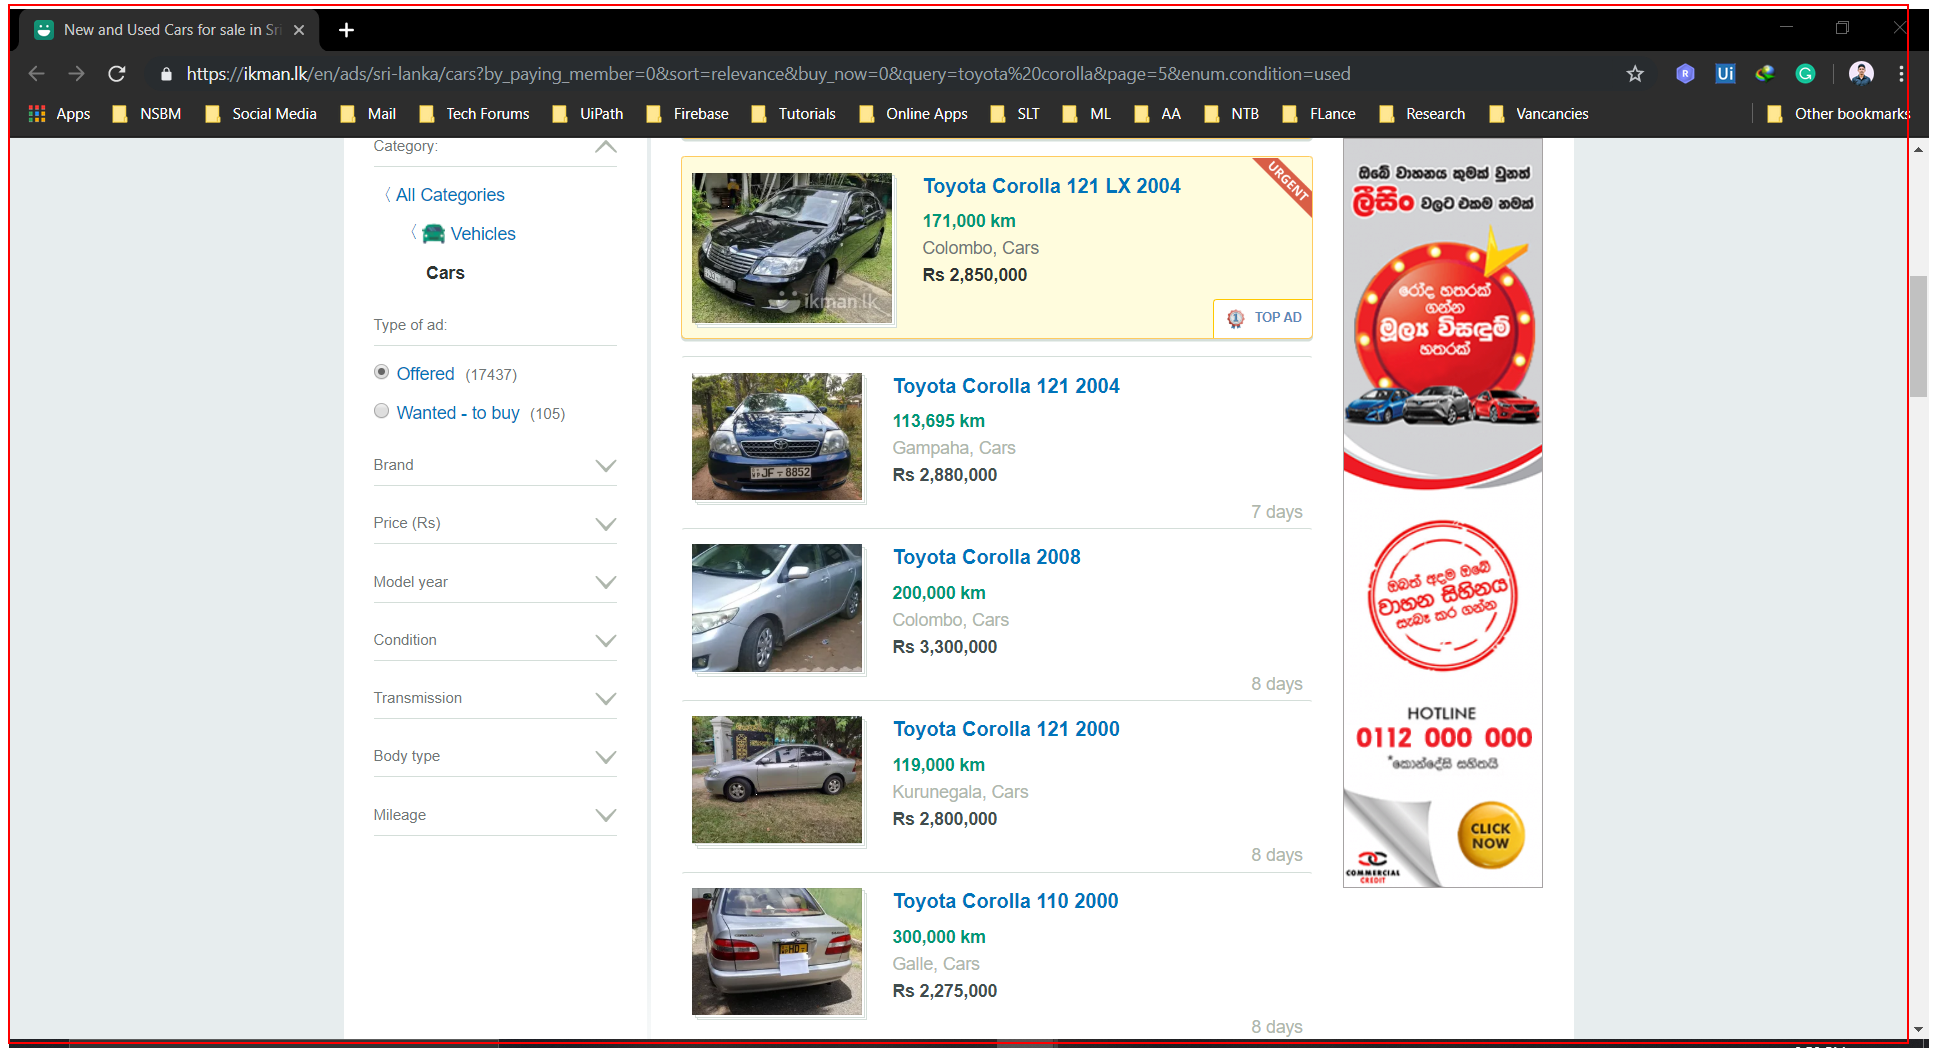 New and Used Cars for sale in Sri
https://ikman.lk/en/ads/sri-lanka/cars?by_paying_member=0&sort=relevance&buy_now=0&query=toyota%20corolla&page=5&enum.condition=used
Apps NSBM Social Media Mail Tech Forums UiPath Firebase Tutorials Online Apps SLT ML AA NTB FLance Research Vancancies Other bookmarks
Category:
All Categories
Vehicles
Cars
Type of ad:
Offered (17437)
Wanted - to buy (105)
Brand
Price (Rs)
Model year
Condition
Transmission
Body type
Mileage
Toyota Corolla 121 LX 2004
171,000 km
Colombo, Cars
Rs 2,850,000
URGENT
TOP AD
ikman.lk
Toyota Corolla 121 2004
113,695 km
Gampaha, Cars
Rs 2,880,000
7 days
JF 8852
Toyota Corolla 2008
200,000 km
Colombo, Cars
Rs 3,300,000
8 days
Toyota Corolla 121 2000
119,000 km
Kurunegala, Cars
Rs 2,800,000
8 days
Toyota Corolla 110 2000
300,000 km
Galle, Cars
Rs 2,275,000
8 days
ඔබේ වාහනය කුමක් වුනත්
ලීසිං වලට එකම නමක්
රෝද හතරක්
ගන්න
මූල්‍ය විසඳුම්
හතරක්
ඔබත් අදම ඔබේ
වාහන සිහිනය
සැබෑ කර ගන්න
HOTLINE
0112 000 000
*කොන්දේසි සහිතයි
CLICK
NOW
COMMERCIAL
CREDIT